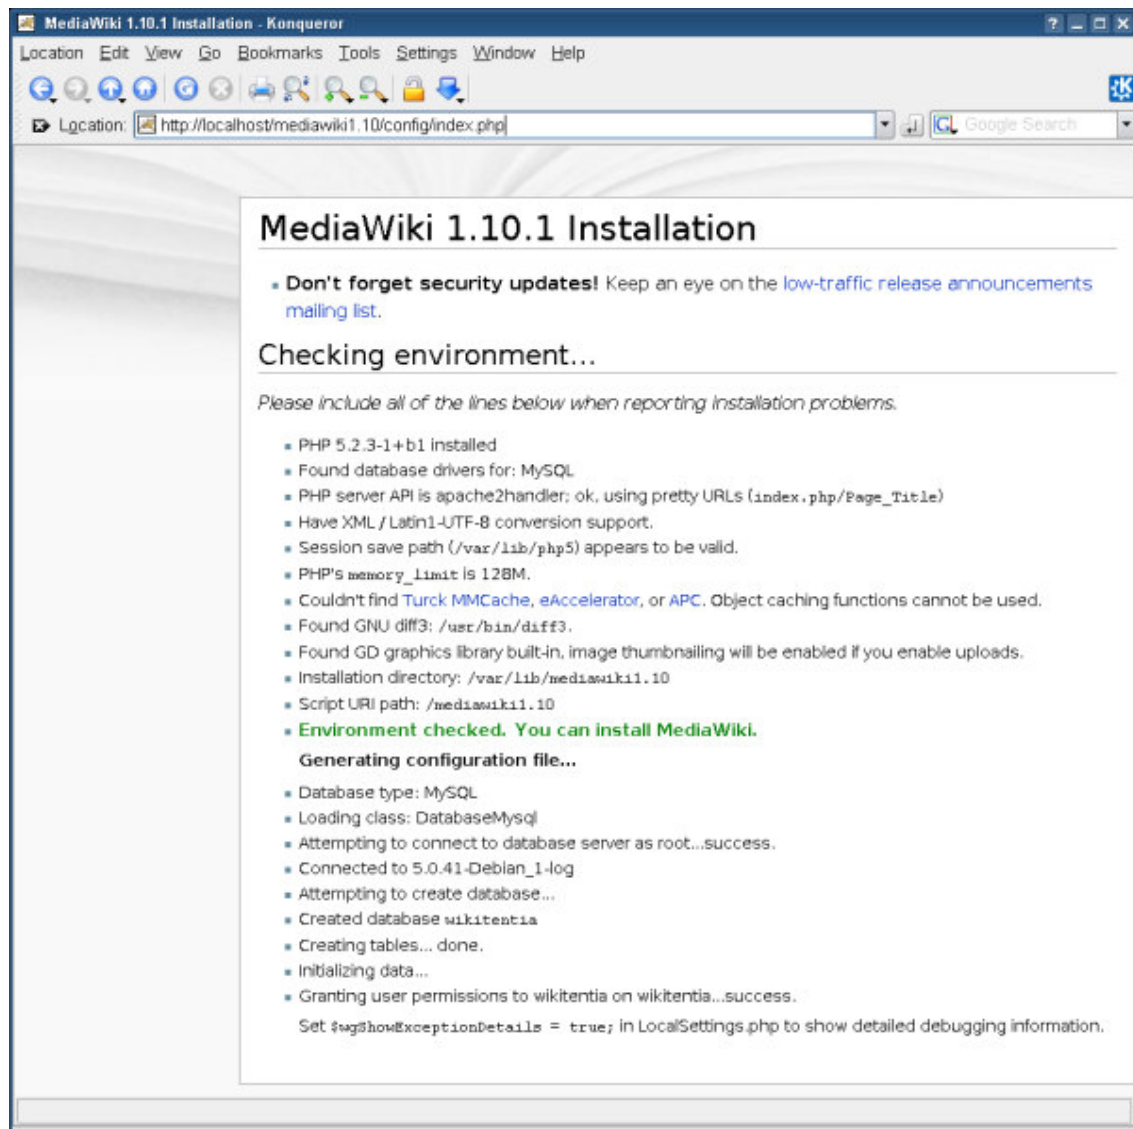 MediaWiki 1.10.1 Installation - Konqueror
Location Edit View Go Bookmarks Tools Settings Window Help
Location: http://localhost/mediawiki1.10/config/index.php Google Search
MediaWiki 1.10.1 Installation
Don't forget security updates! Keep an eye on the low-traffic release announcements
mailing list.
Checking environment...
Please include all of the lines below when reporting installation problems.
PHP 5.2.3-1+b1 installed
Found database drivers for: MySQL
PHP server API is apache2handler; ok, using pretty URLs (index.php/Page_Title)
Have XML / Latin1-UTF-8 conversion support.
Session save path (/var/lib/php5) appears to be valid.
PHP's memory_limit is 128M.
Couldn't find Turck MMCache, eAccelerator, or APC. Object caching functions cannot be used.
Found GNU diff3: /usr/bin/diff3.
Found GD graphics library built-in, image thumbnailing will be enabled if you enable uploads.
Installation directory: /var/lib/mediawiki1.10
Script URI path: /mediawiki1.10
Environment checked. You can install MediaWiki.
Generating configuration file...
Database type: MySQL
Loading class: DatabaseMysql
Attempting to connect to database server as root...success.
Connected to 5.0.41-Debian_1-log
Attempting to create database...
Created database wikitentia
Creating tables... done.
Initializing data...
Granting user permissions to wikitentia on wikitentia...success.
Set $wgShowExceptionDetails = true; in LocalSettings.php to show detailed debugging information.